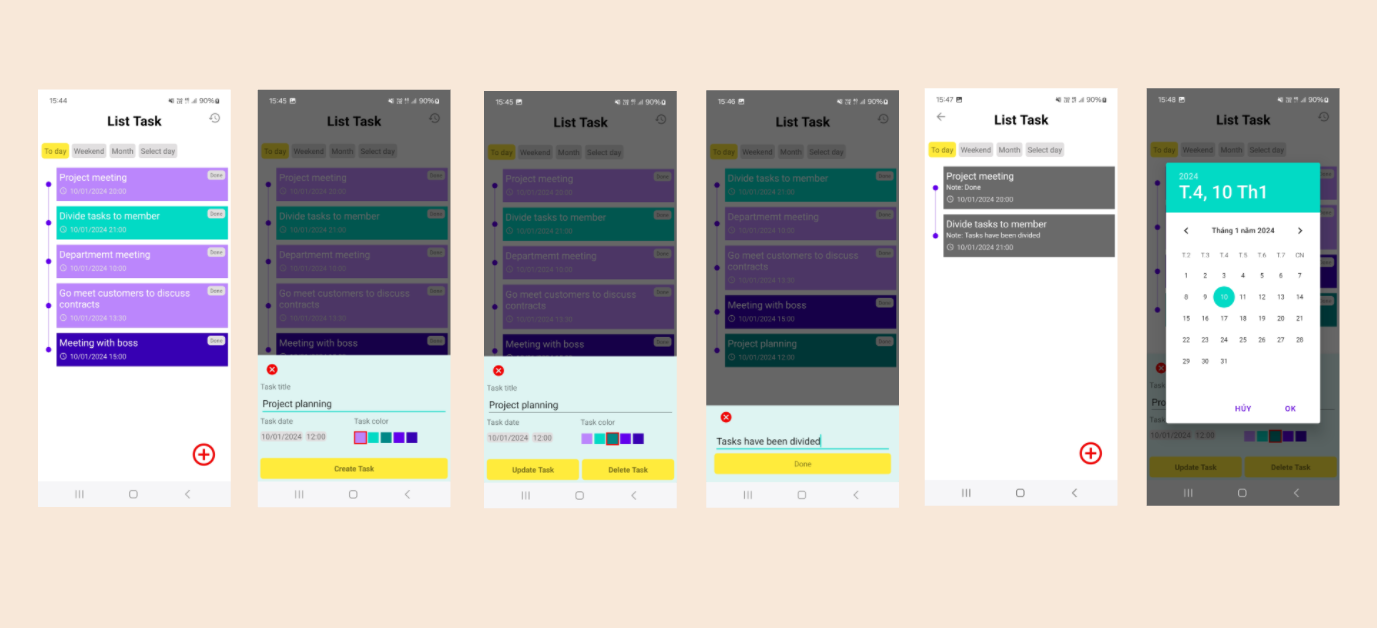 15:44
90%
List Task
To day Weekend Month Select day
Project meeting Done
10/01/2024 20:00
Divide tasks to member Done
10/01/2024 21:00
Departmemt meeting Done
10/01/2024 10:00
Go meet customers to discuss Done
contracts
10/01/2024 13:30
Meeting with boss Done
10/01/2024 15:00
15:45
90%
List Task
To day Weekend Month Select day
Project meeting Done
10/01/2024 20:00
Divide tasks to member Done
10/01/2024 21:00
Departmemt meeting Done
10/01/2024 10:00
Go meet customers to discuss Done
contracts
10/01/2024 13:30
Meeting with boss Done
10/01/2024 15:00
Task title
Project planning
Task date Task color
10/01/2024 12:00
Create Task
15:45
90%
List Task
To day Weekend Month Select day
Project meeting Done
10/01/2024 20:00
Divide tasks to member Done
10/01/2024 21:00
Departmemt meeting Done
10/01/2024 10:00
Go meet customers to discuss Done
contracts
10/01/2024 13:30
Meeting with boss Done
Task title
Project planning
Task date Task color
10/01/2024 12:00
Update Task Delete Task
15:46
90%
List Task
To day Weekend Month Select day
Divide tasks to member Done
10/01/2024 21:00
Departmemt meeting Done
10/01/2024 10:00
Go meet customers to discuss Done
contracts
10/01/2024 13:30
Meeting with boss Done
10/01/2024 15:00
Project planning Done
10/01/2024 12:00
Tasks have been divided
Done
15:47
90%
List Task
To day Weekend Month Select day
Project meeting
Note: Done
10/01/2024 20:00
Divide tasks to member
Note: Tasks have been divided
10/01/2024 21:00
15:48
90%
List Task
To day Weekend Month Select day
2024
T.4, 10 Th1
Tháng 1 năm 2024
T.2 T.3 T.4 T.5 T.6 T.7 CN
1 2 3 4 5 6 7
8 9 10 11 12 13 14
15 16 17 18 19 20 21
22 23 24 25 26 27 28
29 30 31
HỦY OK
Task
Pro
Task
10/01/2024 12:00
Update Task Delete Task